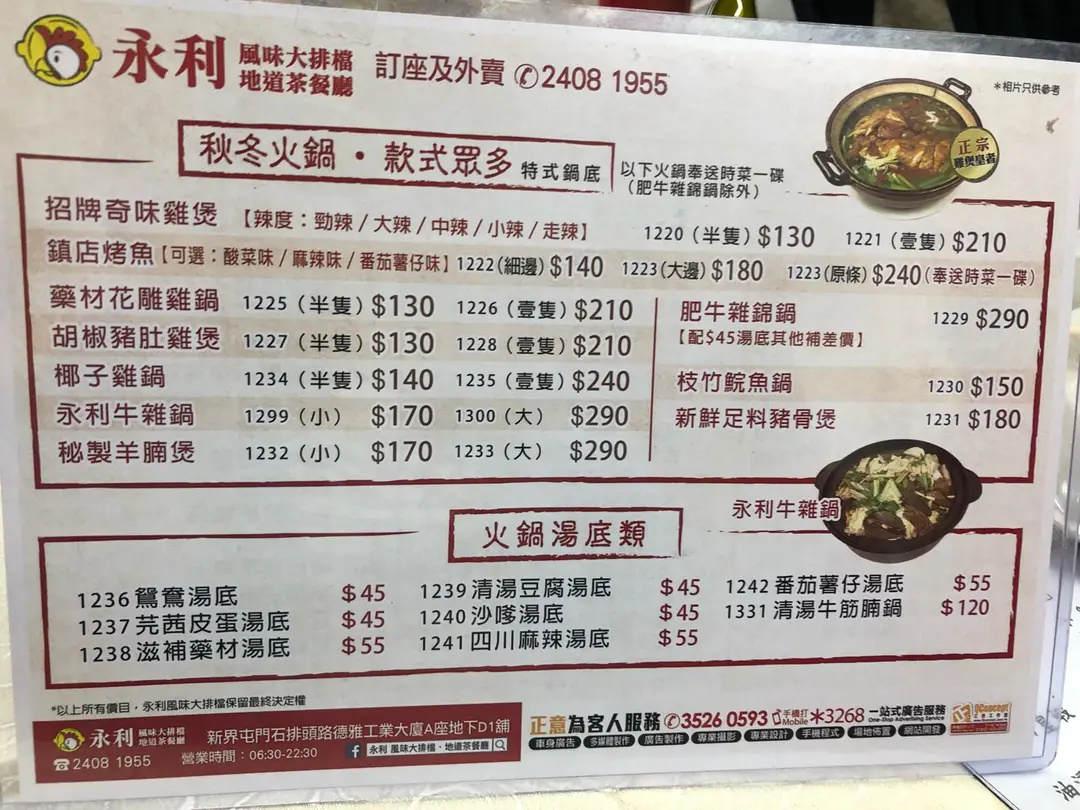 永利 風味大排檔 地道茶餐廳 訂座及外賣 ✆2408 1955
*相片只供參考
正宗 雞煲皇者
秋冬火鍋・款式眾多 特式鍋底
以下火鍋奉送時菜一碟
（肥牛雜錦鍋除外）
招牌奇味雞煲【辣度：勁辣/大辣/中辣/小辣/走辣】 1220（半隻）$130 1221（壹隻）$210
鎮店烤魚【可選：酸菜味/麻辣味/番茄薯仔味】1222(細邊) $140 1223(大邊) $180 1223(原條) $240(奉送時菜一碟)
藥材花雕雞鍋 1225（半隻）$130 1226（壹隻）$210
胡椒豬肚雞煲 1227（半隻）$130 1228（壹隻）$210
椰子雞鍋 1234（半隻）$140 1235（壹隻）$240
永利牛雜鍋 1299（小） $170 1300（大） $290
秘製羊腩煲 1232（小） $170 1233（大） $290
肥牛雜錦鍋 1229 $290
【配$45湯底其他補差價】
枝竹鯇魚鍋 1230 $150
新鮮足料豬骨煲 1231 $180
永利牛雜鍋
火鍋湯底類
1236 鴛鴦湯底 $45
1237 芫茜皮蛋湯底 $45
1238 滋補藥材湯底 $55
1239 清湯豆腐湯底 $45
1240 沙嗲湯底 $45
1241 四川麻辣湯底 $55
1242 番茄薯仔湯底 $55
1331 清湯牛筋腩鍋 $120
*以上所有價目，永利風味大排檔保留最終決定權
永利 風味大排檔 地道茶餐廳
☎2408 1955
新界屯門石排頭路德雅工業大廈A座地下D1舖
營業時間：06:30-22:30 f 永利 風味大排檔・地道茶餐廳
正意為客人服務 ✆3526 0593 手機打 Mobile *3268 一站式廣告服務 One-Stop Advertising Service
車身廣告 多媒體製作 廣告製作 專業攝影 專業設計 手機程式 場地佈置 網站開發